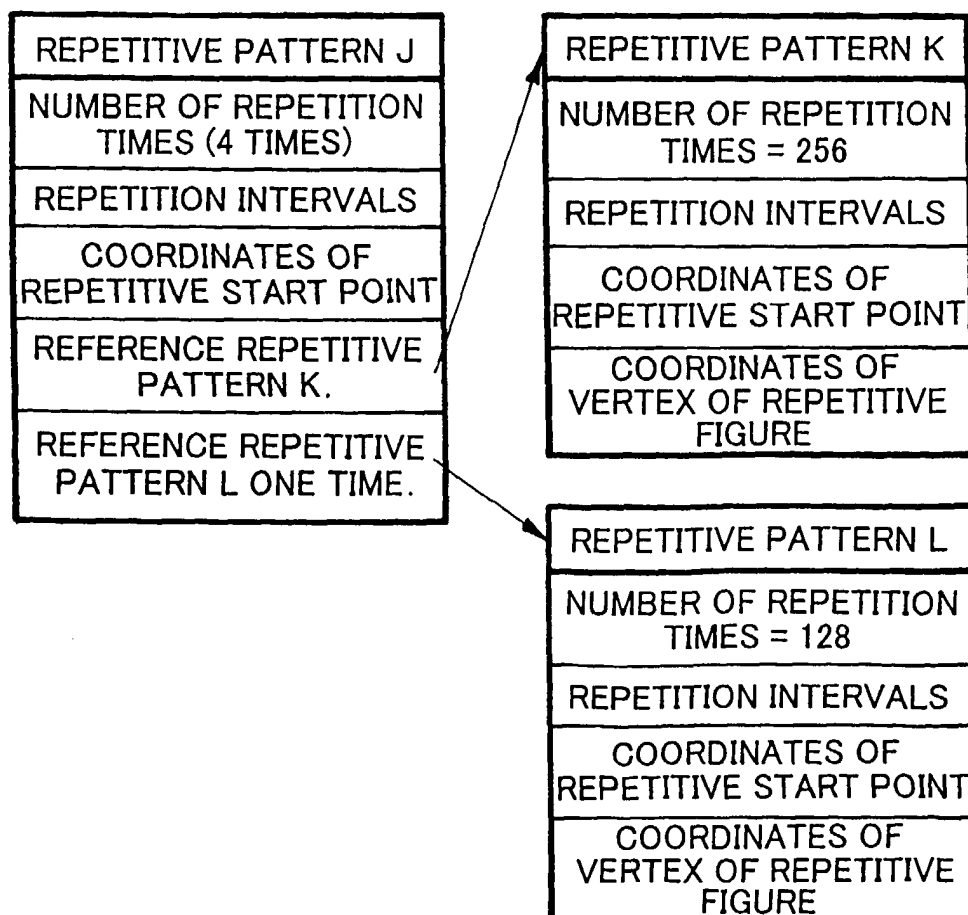 REPETITIVE PATTERN J
NUMBER OF REPETITION
TIMES (4 TIMES)
REPETITION INTERVALS
COORDINATES OF
REPETITIVE START POINT
REFERENCE REPETITIVE
PATTERN K.
REFERENCE REPETITIVE
PATTERN L ONE TIME.
REPETITIVE PATTERN K
NUMBER OF REPETITION
TIMES = 256
REPETITION INTERVALS
COORDINATES OF
REPETITIVE START POINT
COORDINATES OF
VERTEX OF REPETITIVE
FIGURE
REPETITIVE PATTERN L
NUMBER OF REPETITION
TIMES = 128
REPETITION INTERVALS
COORDINATES OF
REPETITIVE START POINT
COORDINATES OF
VERTEX OF REPETITIVE
FIGURE